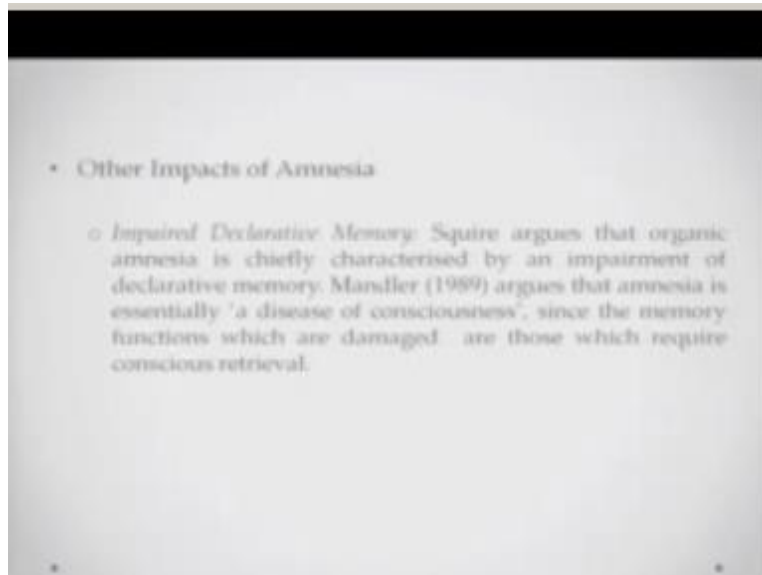 • Other Impacts of Amnesia
o Impaired Declarative Memory: Squire argues that organic
amnesia is chiefly characterised by an impairment of
declarative memory. Mandler (1989) argues that amnesia is
essentially 'a disease of consciousness', since the memory
functions which are damaged are those which require
conscious retrieval.